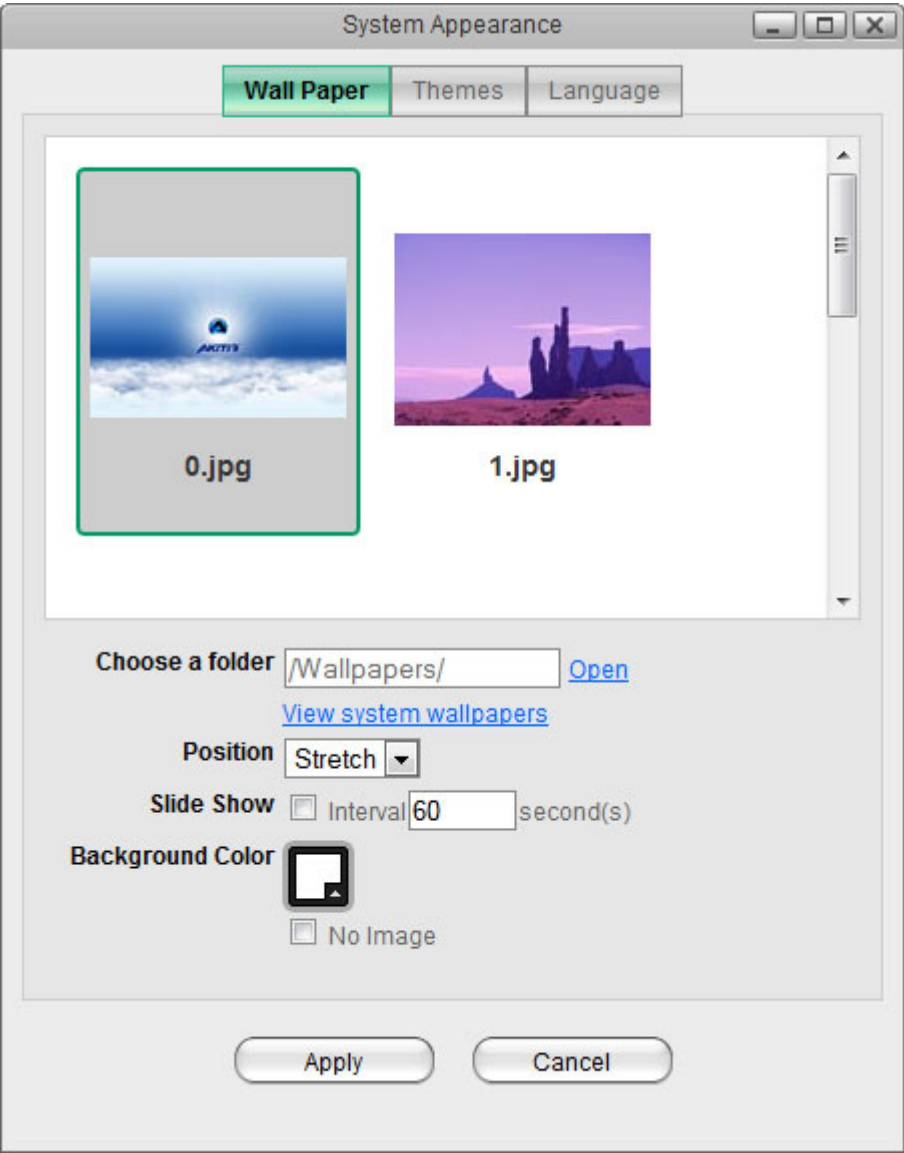 System Appearance
Wall Paper Themes Language
AKiTiO
0.jpg 1.jpg
Choose a folder /Wallpapers/ Open
View system wallpapers
Position Stretch
Slide Show Interval 60 second(s)
Background Color
No Image
Apply Cancel